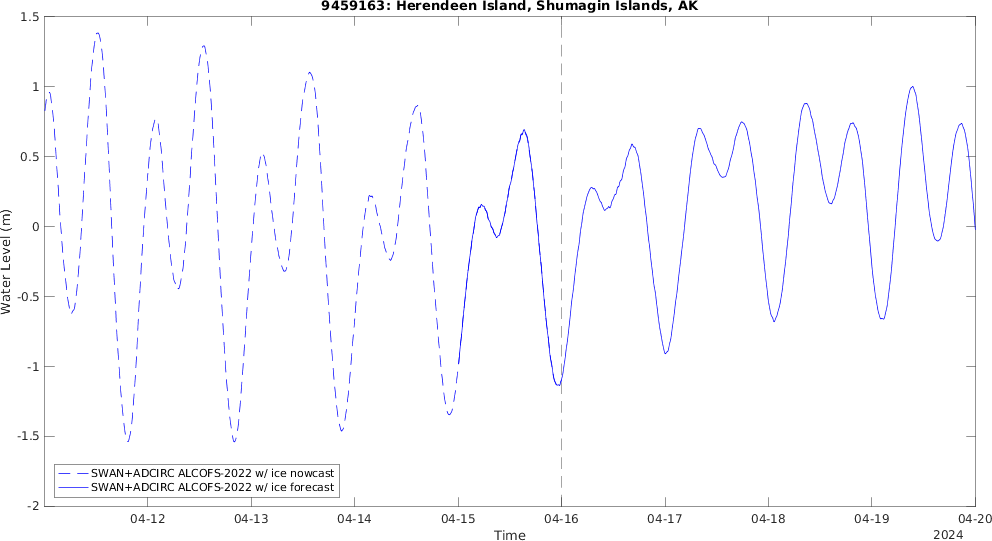 9459163: Herendeen Island, Shumagin Islands, AK
1.5
1
0.5
0
-0.5
-1
-1.5
-2
Water Level (m)
SWAN+ADCIRC ALCOFS-2022 w/ ice nowcast
SWAN+ADCIRC ALCOFS-2022 w/ ice forecast
04-12 04-13 04-14 04-15 04-16 04-17 04-18 04-19 04-20
Time
2024